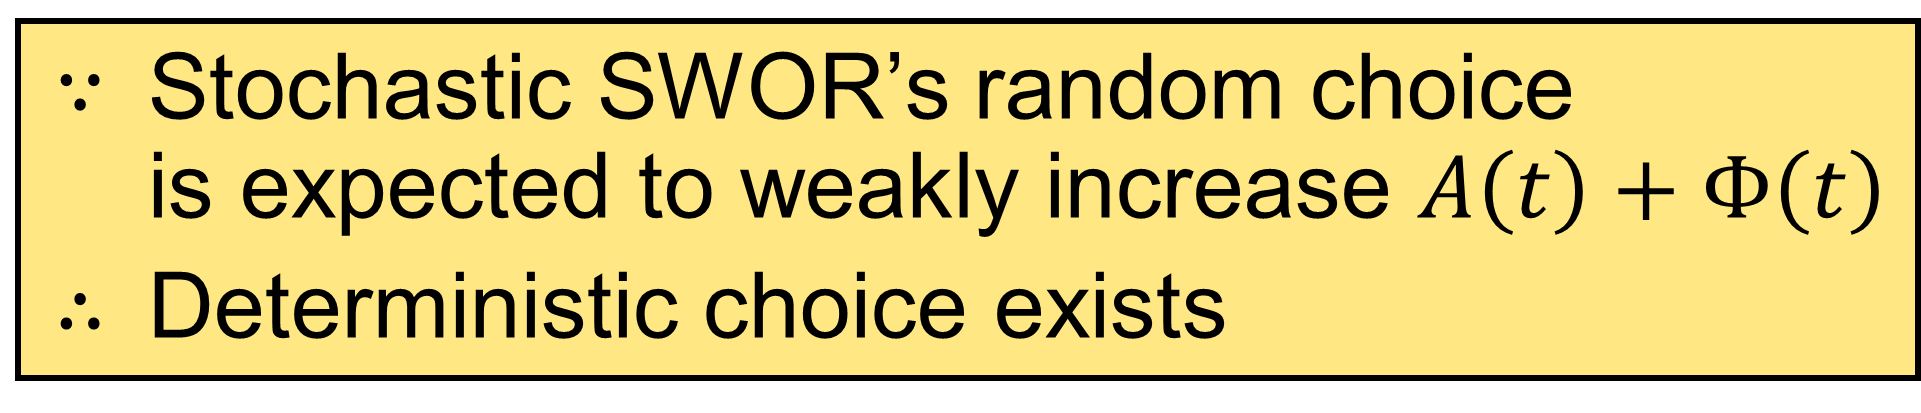 ∵ Stochastic SWOR’s random choice
is expected to weakly increase 𝐴(𝑡) + Φ(𝑡)
∴ Deterministic choice exists